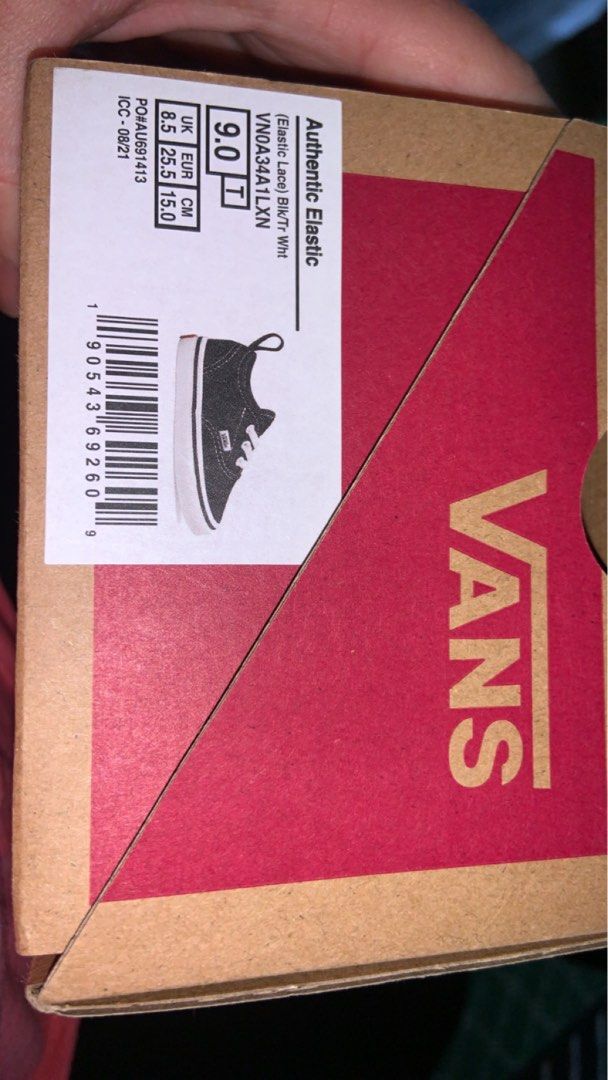 Authentic Elastic
(Elastic Lace) Blk/Tr Wht
VN0A34A1LXN
9.0 T
UK EUR CM
8.5 25.5 15.0
PO#AU691413
ICC - 08/21
1 90543 69260 9
VANS